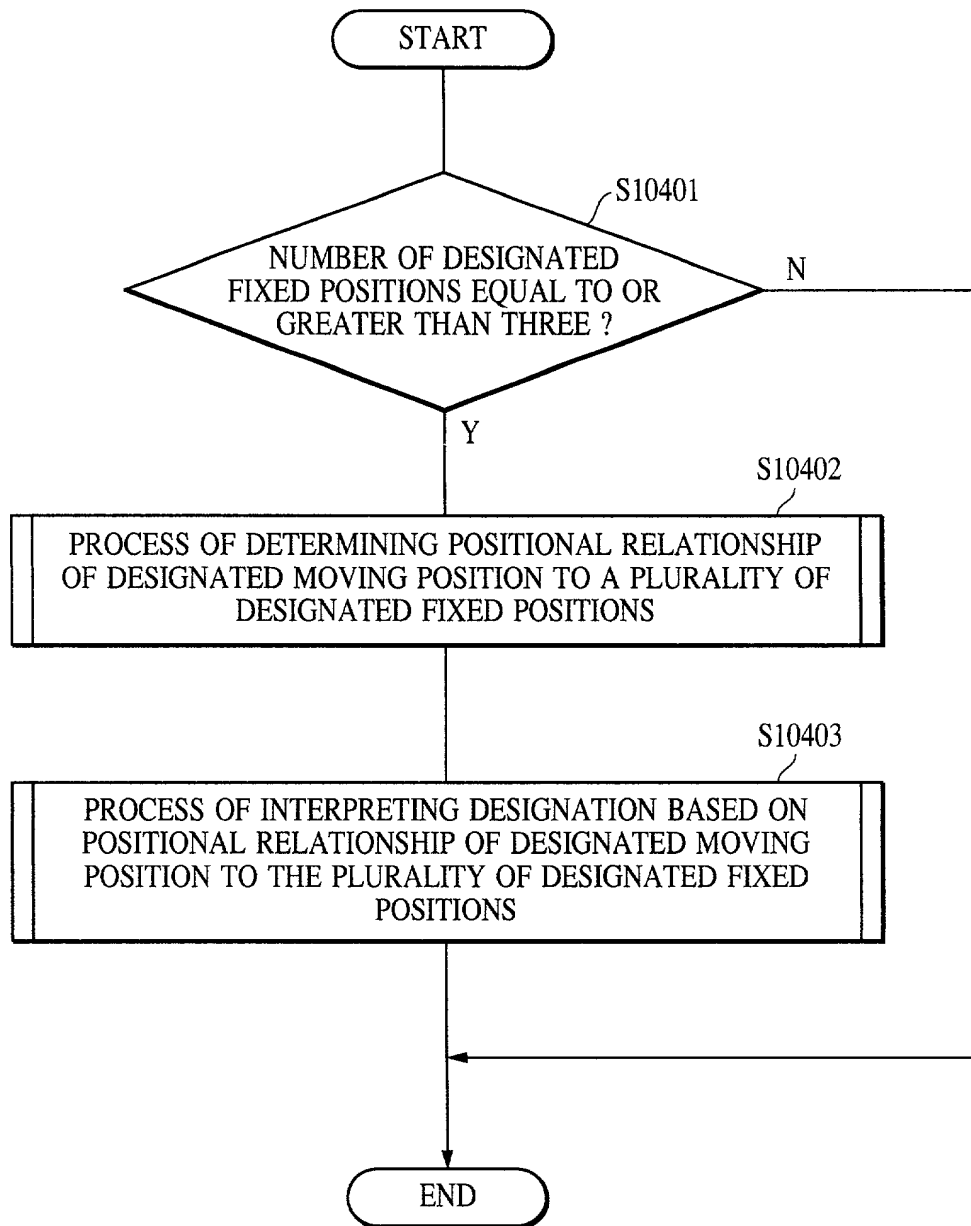 START
S10401
NUMBER OF DESIGNATED
FIXED POSITIONS EQUAL TO OR
GREATER THAN THREE ?
N
Y
S10402
PROCESS OF DETERMINING POSITIONAL RELATIONSHIP
OF DESIGNATED MOVING POSITION TO A PLURALITY OF
DESIGNATED FIXED POSITIONS
S10403
PROCESS OF INTERPRETING DESIGNATION BASED ON
POSITIONAL RELATIONSHIP OF DESIGNATED MOVING
POSITION TO THE PLURALITY OF DESIGNATED FIXED
POSITIONS
END